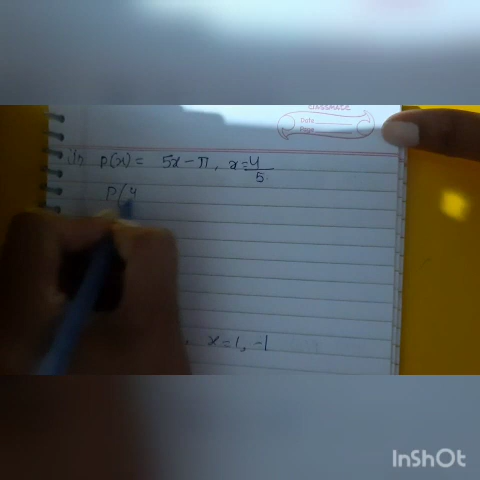 CLASSMATE
Date
Page
ii) p(x) = 5x - π, x = 4/5
P(4
x = 1, -1
InShOt